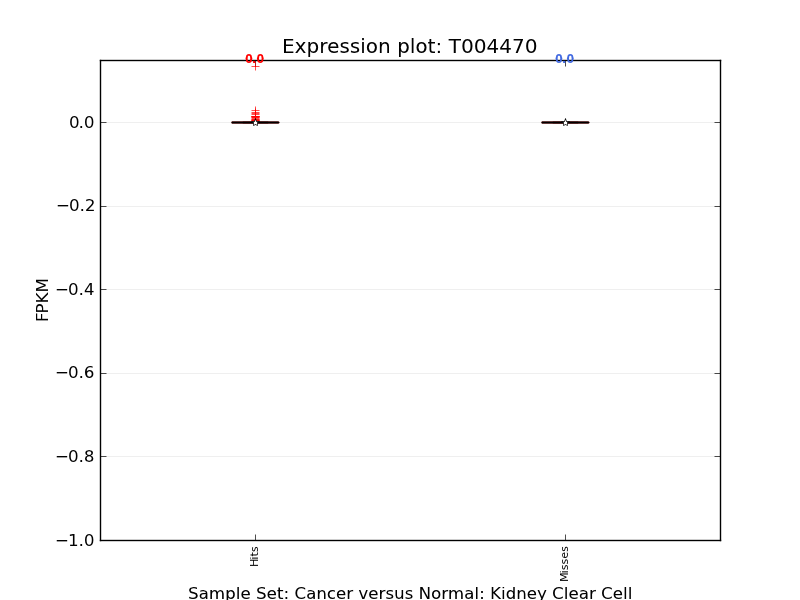 Expression plot: T004470
0.0 0.0
0.0
−0.2
−0.4
FPKM
−0.6
−0.8
−1.0
Hits
Misses
Sample Set: Cancer versus Normal: Kidney Clear Cell